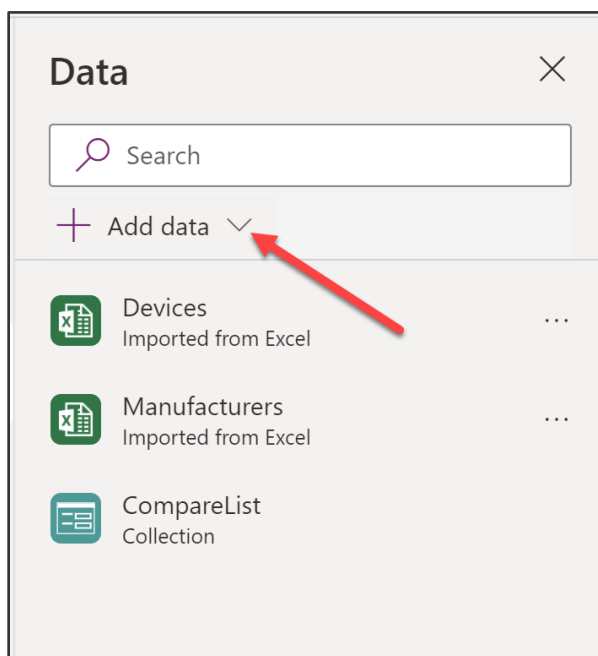 Data
Search
Add data
Devices
Imported from Excel
Manufacturers
Imported from Excel
CompareList
Collection